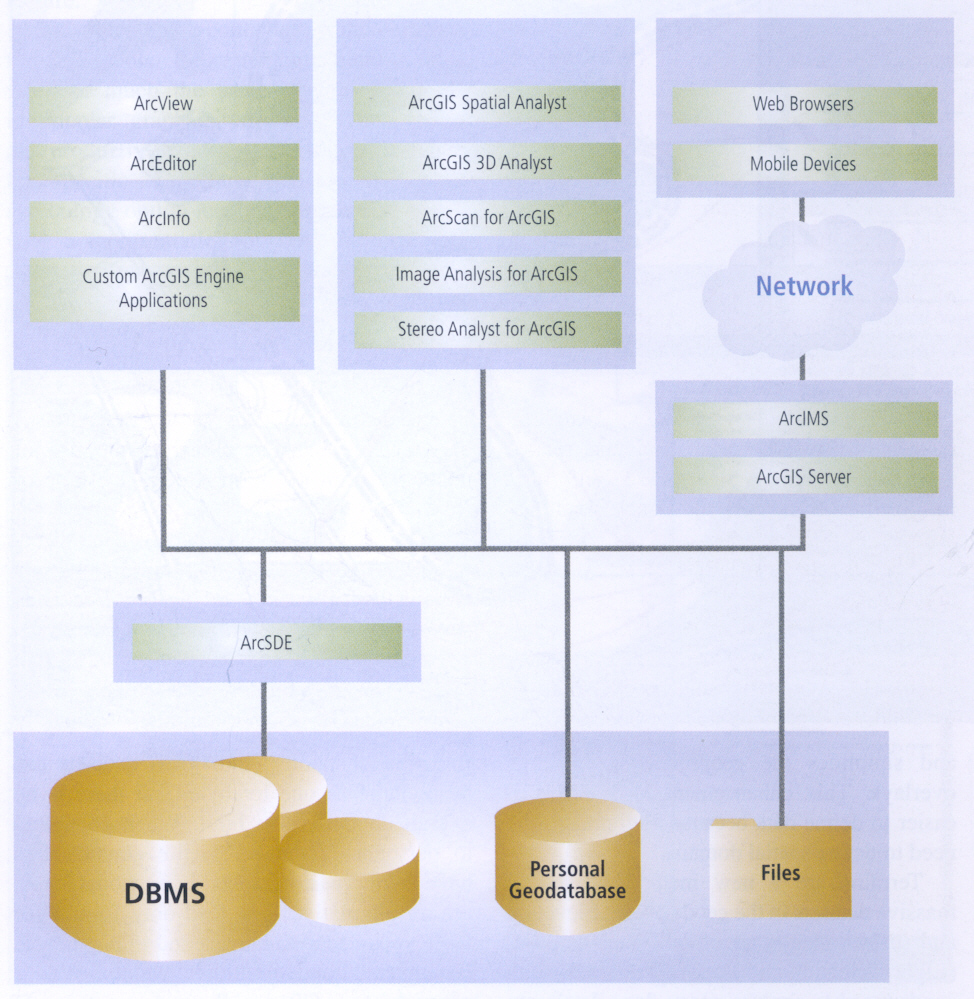 ArcView
ArcEditor
ArcInfo
Custom ArcGIS Engine
Applications
ArcGIS Spatial Analyst
ArcGIS 3D Analyst
ArcScan for ArcGIS
Image Analysis for ArcGIS
Stereo Analyst for ArcGIS
Web Browsers
Mobile Devices
Network
ArcIMS
ArcGIS Server
ArcSDE
DBMS
Personal
Geodatabase
Files